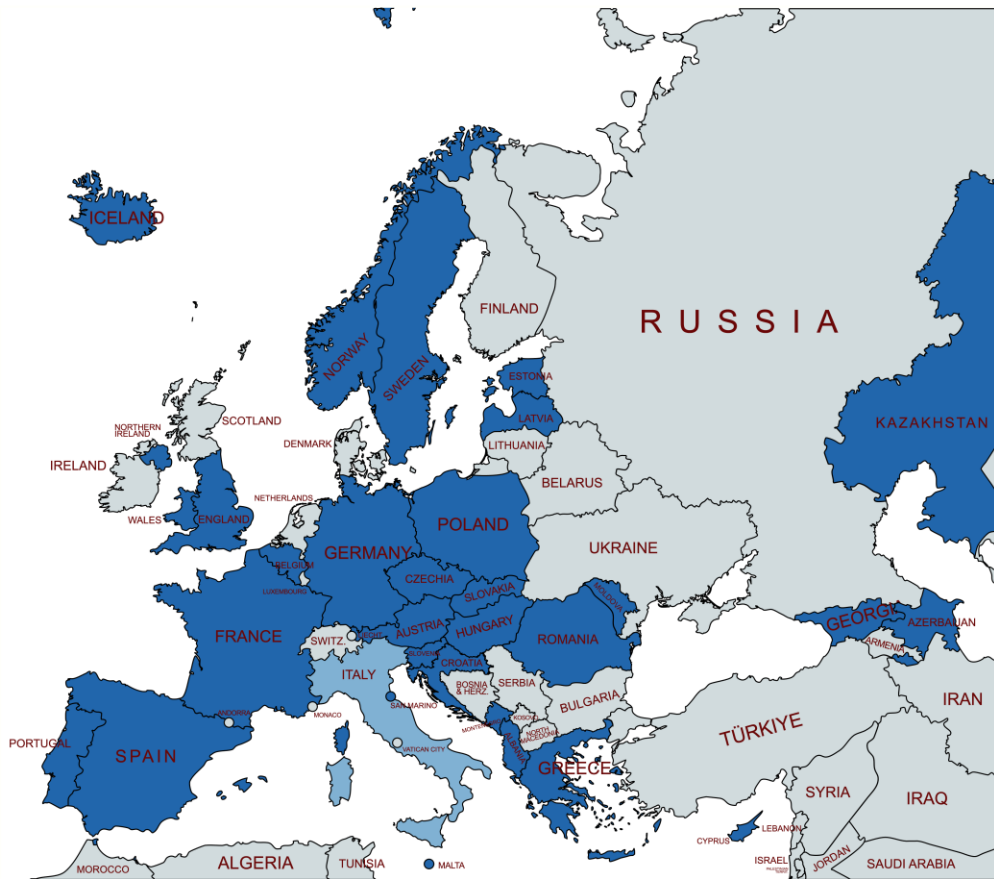 ICELAND
RUSSIA
FINLAND
NORWAY
SWEDEN
ESTONIA
LATVIA
LITHUANIA
KAZAKHSTAN
SCOTLAND
NORTHERN
IRELAND
IRELAND
DENMARK
BELARUS
NETHERLANDS
WALES
ENGLAND
POLAND
GERMANY
UKRAINE
BELGIUM
LUXEMBOURG
CZECHIA
SLOVAKIA
MOLDOVA
FRANCE
SWITZ.
LIECHT.
AUSTRIA
HUNGARY
ROMANIA
GEORGIA
AZERBAIJAN
ARMENIA
SLOVENIA
CROATIA
ITALY
BOSNIA
& HERZ.
SERBIA
BULGARIA
SAN MARINO
MONACO
ANDORRA
MONTENEGRO
KOSOVO
NORTH
MACEDONIA
ALBANIA
VATICAN CITY
PORTUGAL
SPAIN
GREECE
TÜRKIYE
IRAN
SYRIA
IRAQ
CYPRUS
LEBANON
ISRAEL
JORDAN
SAUDI ARABIA
MOROCCO
ALGERIA
TUNISIA
MALTA